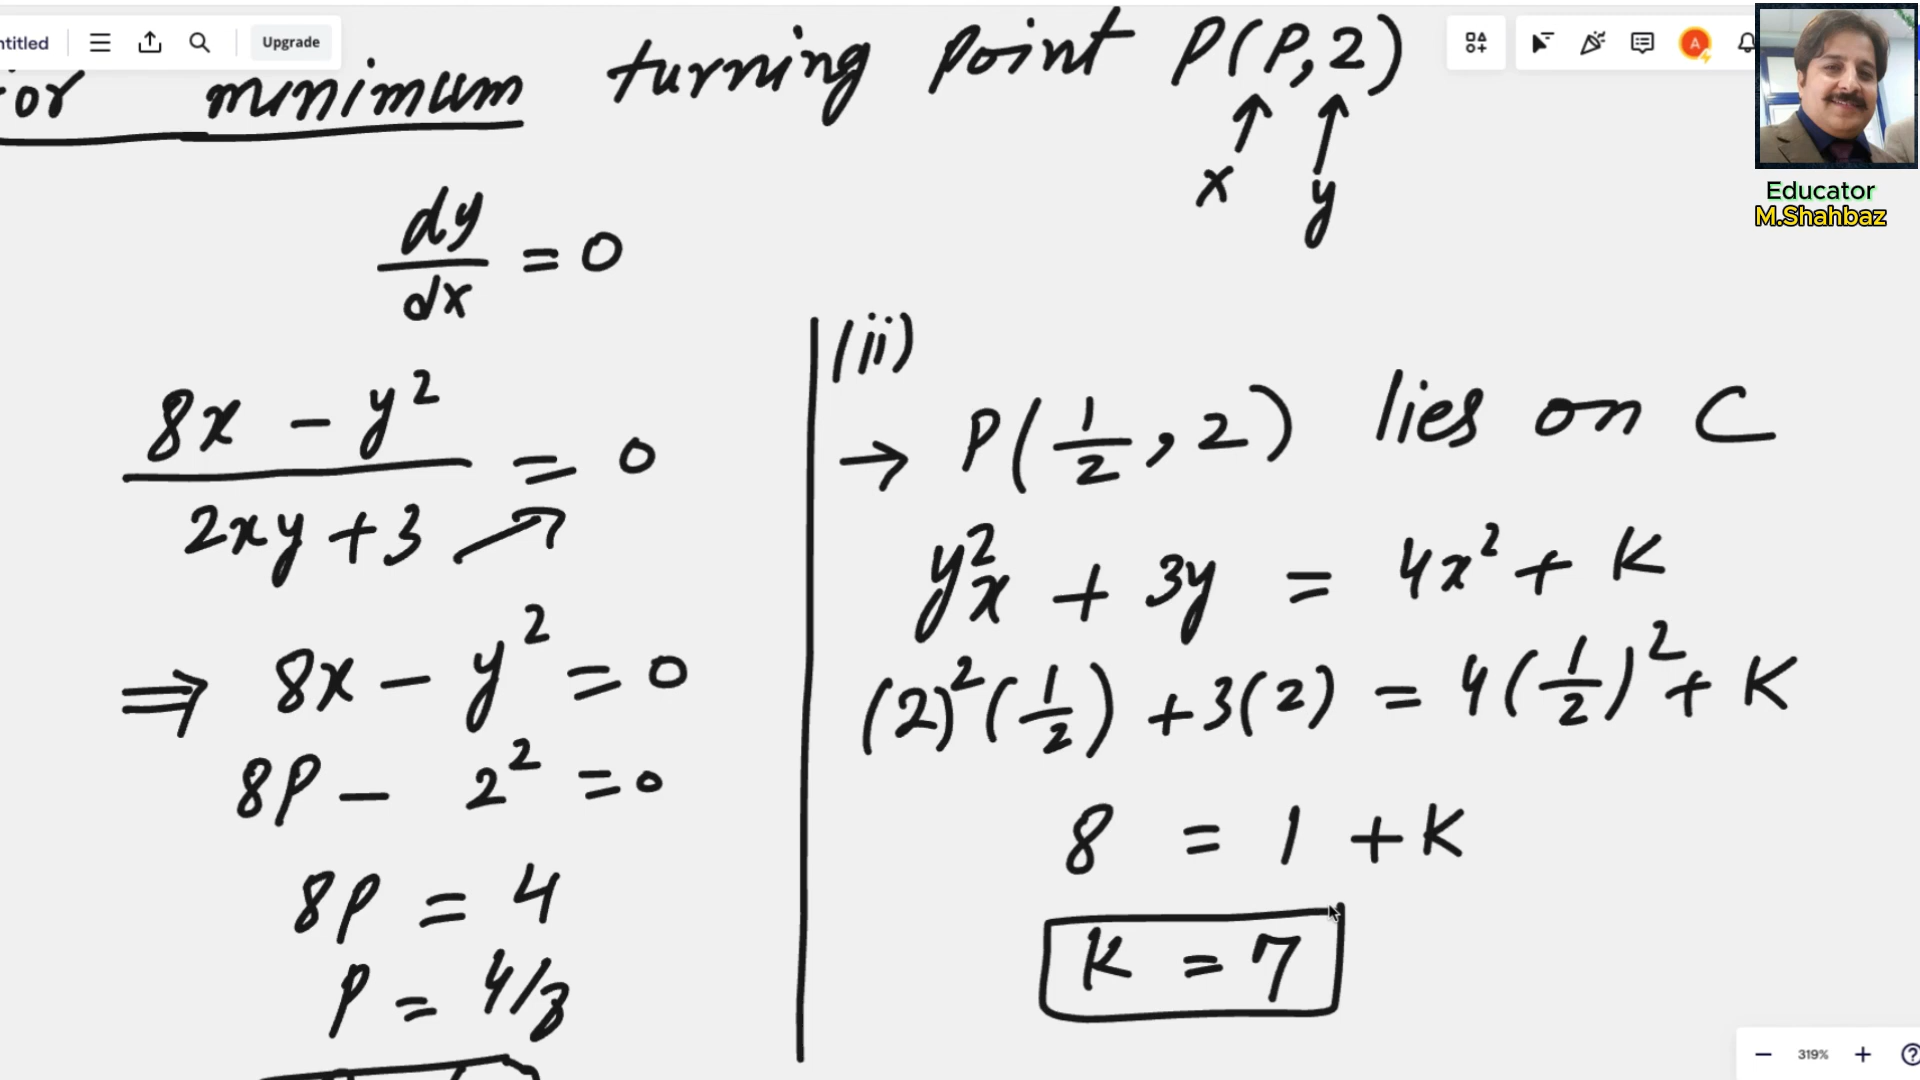 ntitled
Upgrade
A
or minimum turning point P(P,2)
x y
Educator
M.Shahbaz
dy/dx = 0
(8x - y²)/(2xy + 3) = 0
⇒ 8x - y² = 0
8P - 2² = 0
8P = 4
P = 4/8
(ii)
→ P(1/2, 2) lies on C
y²x + 3y = 4x² + K
(2)²(1/2) + 3(2) = 4(1/2)² + K
8 = 1 + K
K = 7
319%